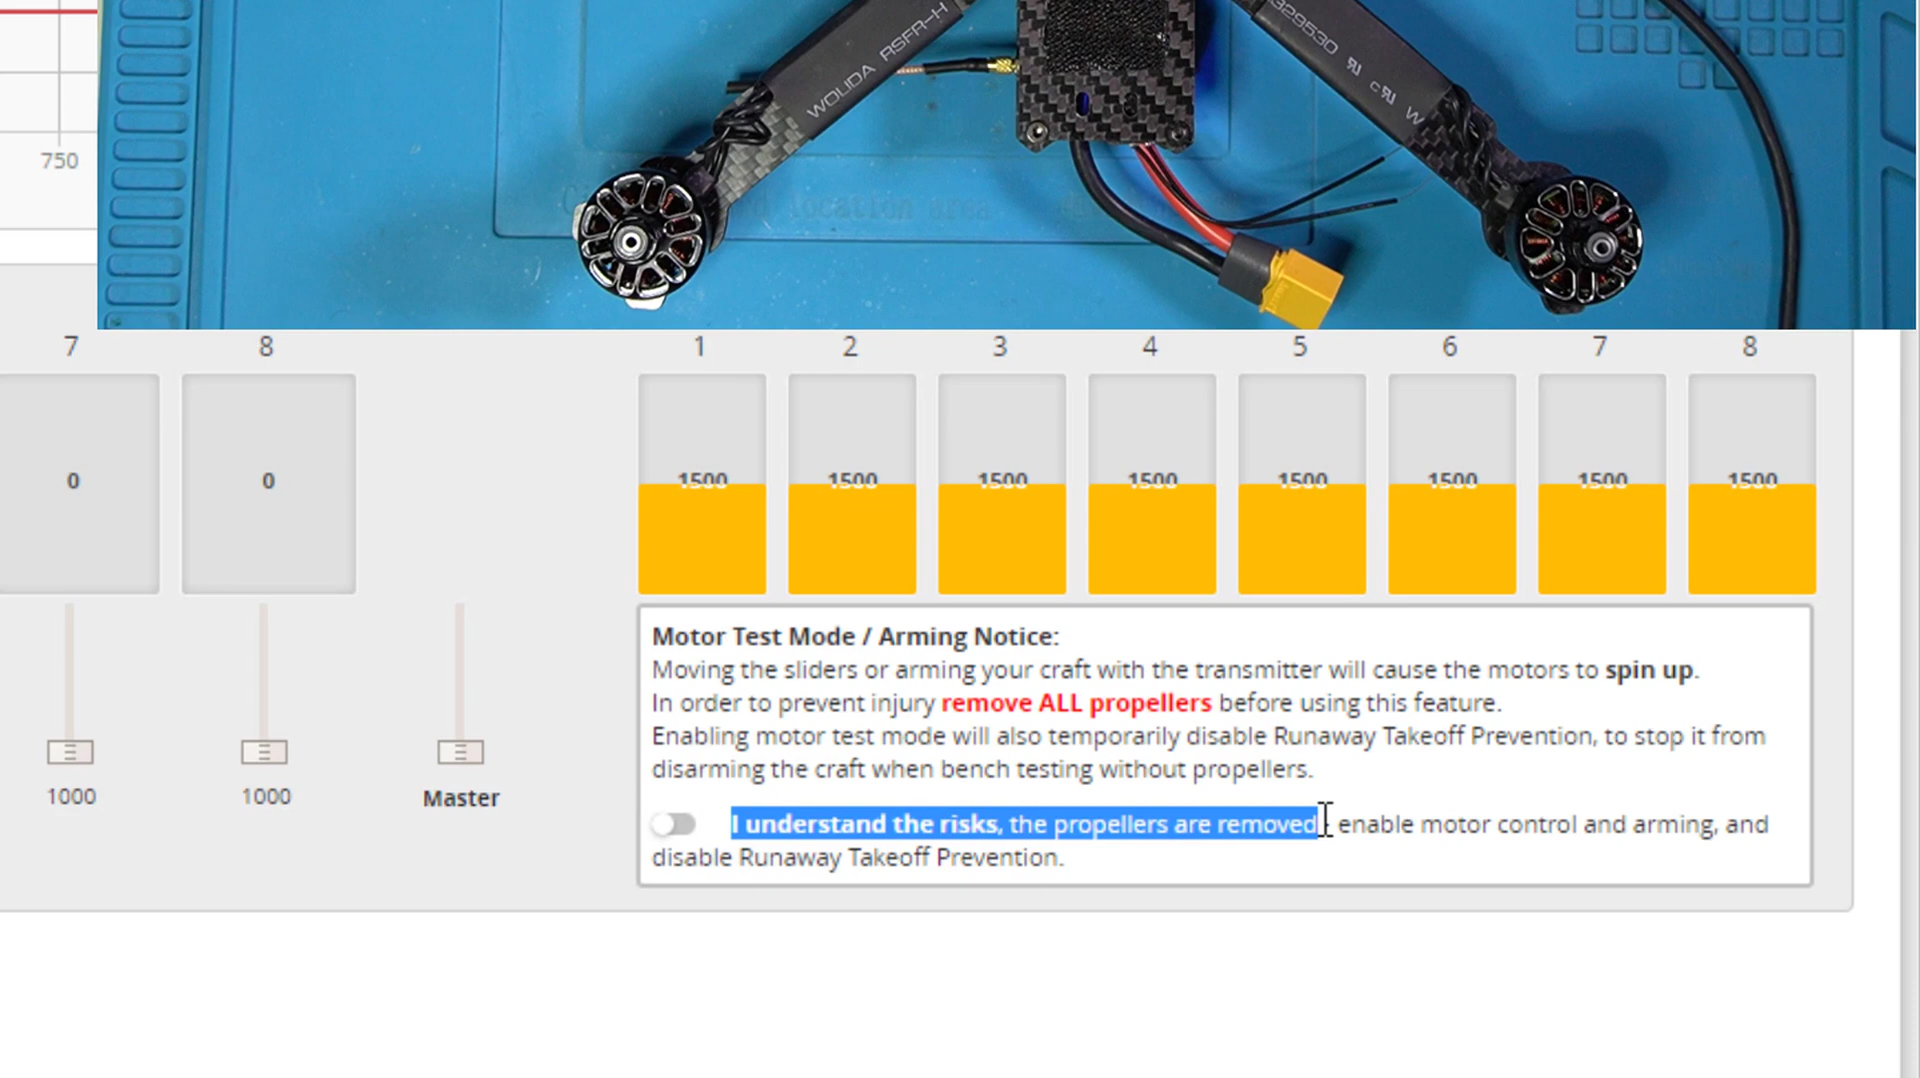 WOLIDA RSFR-H
329530 W
750
7 8 1 2 3 4 5 6 7 8
0 0 1500 1500 1500 1500 1500 1500 1500 1500
Motor Test Mode / Arming Notice:
Moving the sliders or arming your craft with the transmitter will cause the motors to spin up.
In order to prevent injury remove ALL propellers before using this feature.
Enabling motor test mode will also temporarily disable Runaway Takeoff Prevention, to stop it from
disarming the craft when bench testing without propellers.
I understand the risks, the propellers are removed - enable motor control and arming, and
disable Runaway Takeoff Prevention.
1000 1000 Master